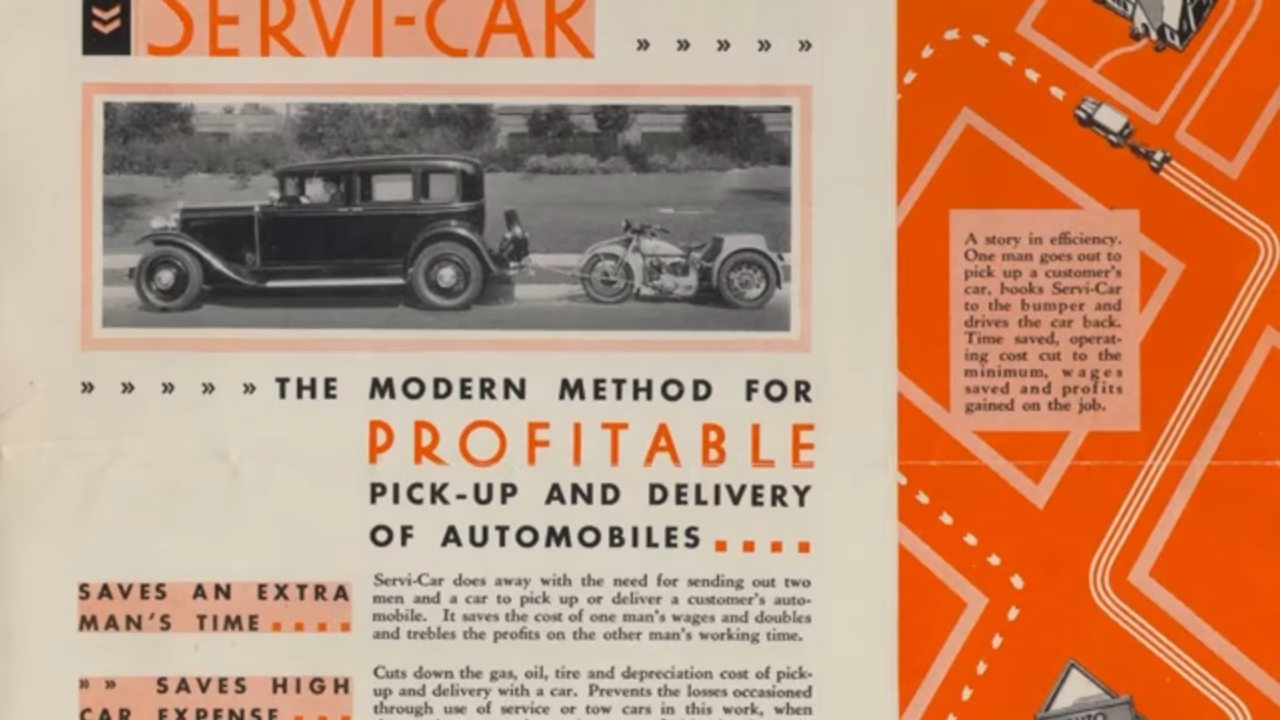 SERVI-CAR » » » » »
» » » » » THE MODERN METHOD FOR
PROFITABLE
PICK-UP AND DELIVERY
OF AUTOMOBILES
SAVES AN EXTRA
MAN'S TIME
Servi-Car does away with the need for sending out two
men and a car to pick up or deliver a customer's auto-
mobile. It saves the cost of one man's wages and doubles
and trebles the profits on the other man's working time.
» » SAVES HIGH
CAR EXPENSE
Cuts down the gas, oil, tire and depreciation cost of pick-
up and delivery with a car. Prevents the losses occasioned
through use of service or tow cars in this work, when
A story in efficiency.
One man goes out to
pick up a customer's
car, hooks Servi-Car
to the bumper and
drives the car back.
Time saved, operat-
ing cost cut to the
minimum, wages
saved and profits
gained on the job.
AUTO